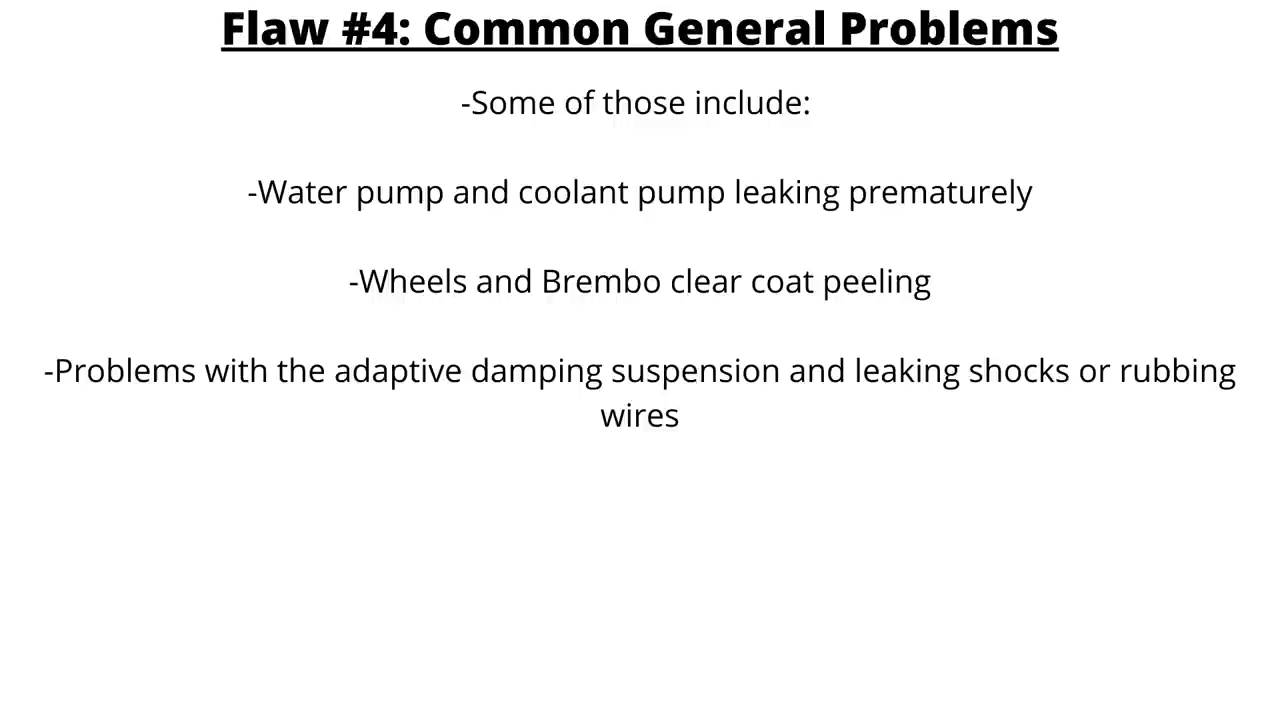 Flaw #4: Common General Problems
-Some of those include:
-Water pump and coolant pump leaking prematurely
-Wheels and Brembo clear coat peeling
-Problems with the adaptive damping suspension and leaking shocks or rubbing
wires